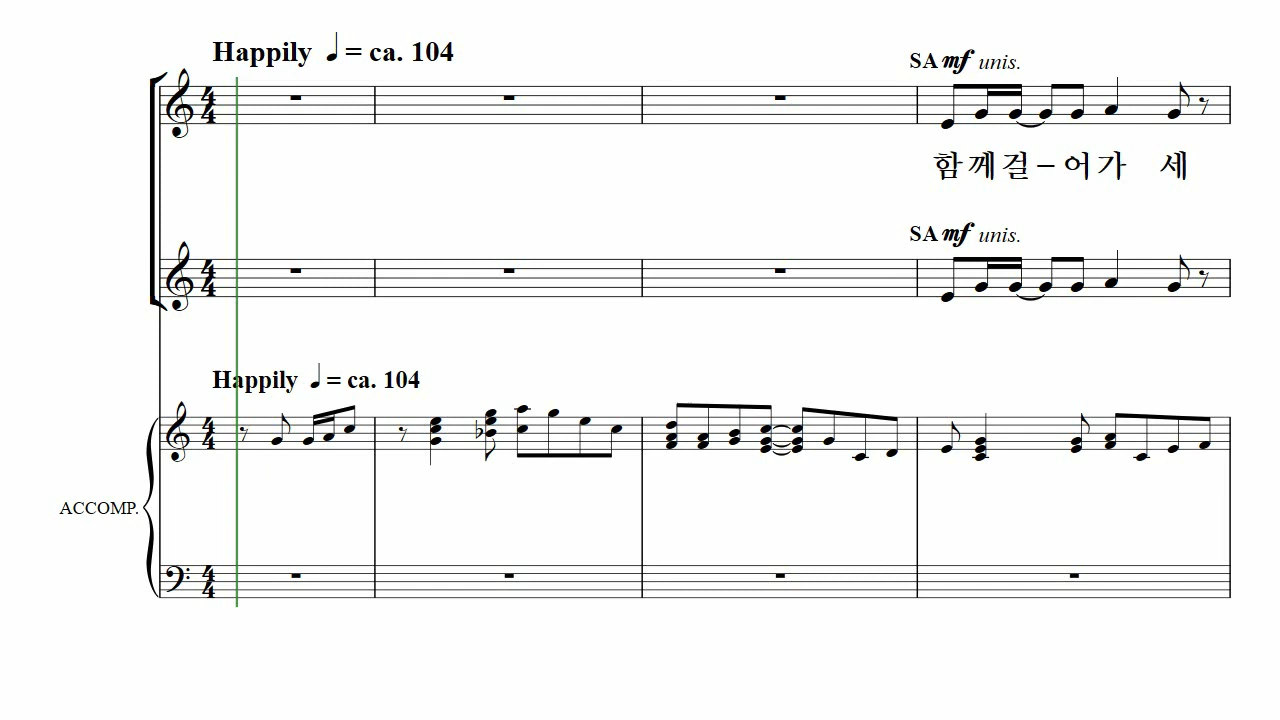 Happily ♩= ca. 104
SA mf unis.
함께걸–어가 세
SA mf unis.
Happily ♩= ca. 104
ACCOMP.